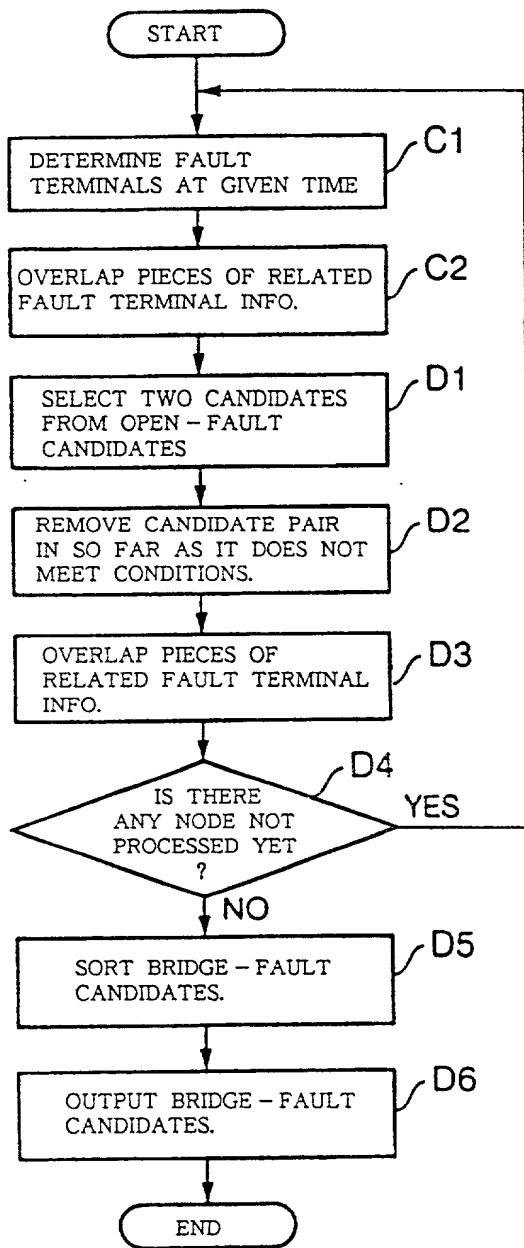 START
C1
DETERMINE FAULT
TERMINALS AT GIVEN TIME
C2
OVERLAP PIECES OF RELATED
FAULT TERMINAL INFO.
D1
SELECT TWO CANDIDATES
FROM OPEN-FAULT
CANDIDATES
D2
REMOVE CANDIDATE PAIR
IN SO FAR AS IT DOES NOT
MEET CONDITIONS.
D3
OVERLAP PIECES OF
RELATED FAULT TERMINAL
INFO.
D4
IS THERE
ANY NODE NOT
PROCESSED YET
?
YES
NO
D5
SORT BRIDGE-FAULT
CANDIDATES.
D6
OUTPUT BRIDGE-FAULT
CANDIDATES.
END